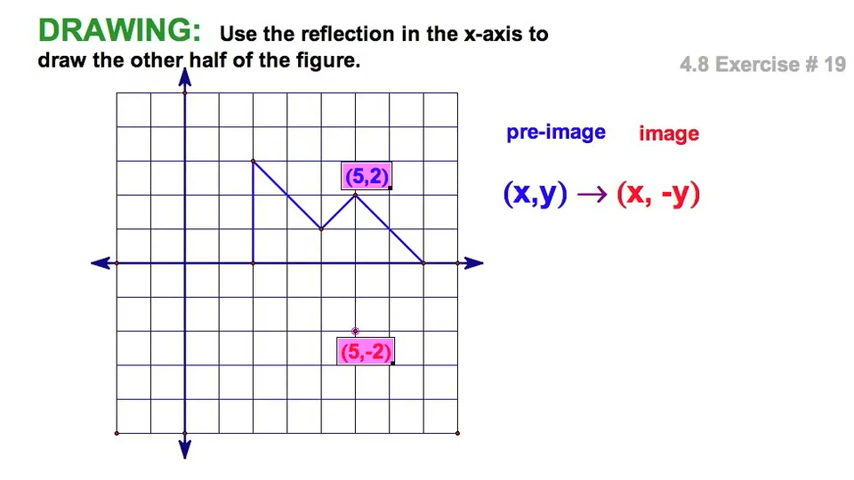 DRAWING: Use the reflection in the x-axis to
draw the other half of the figure.
4.8 Exercise # 19
pre-image image
(x,y) → (x, -y)
(5,2)
(5,-2)